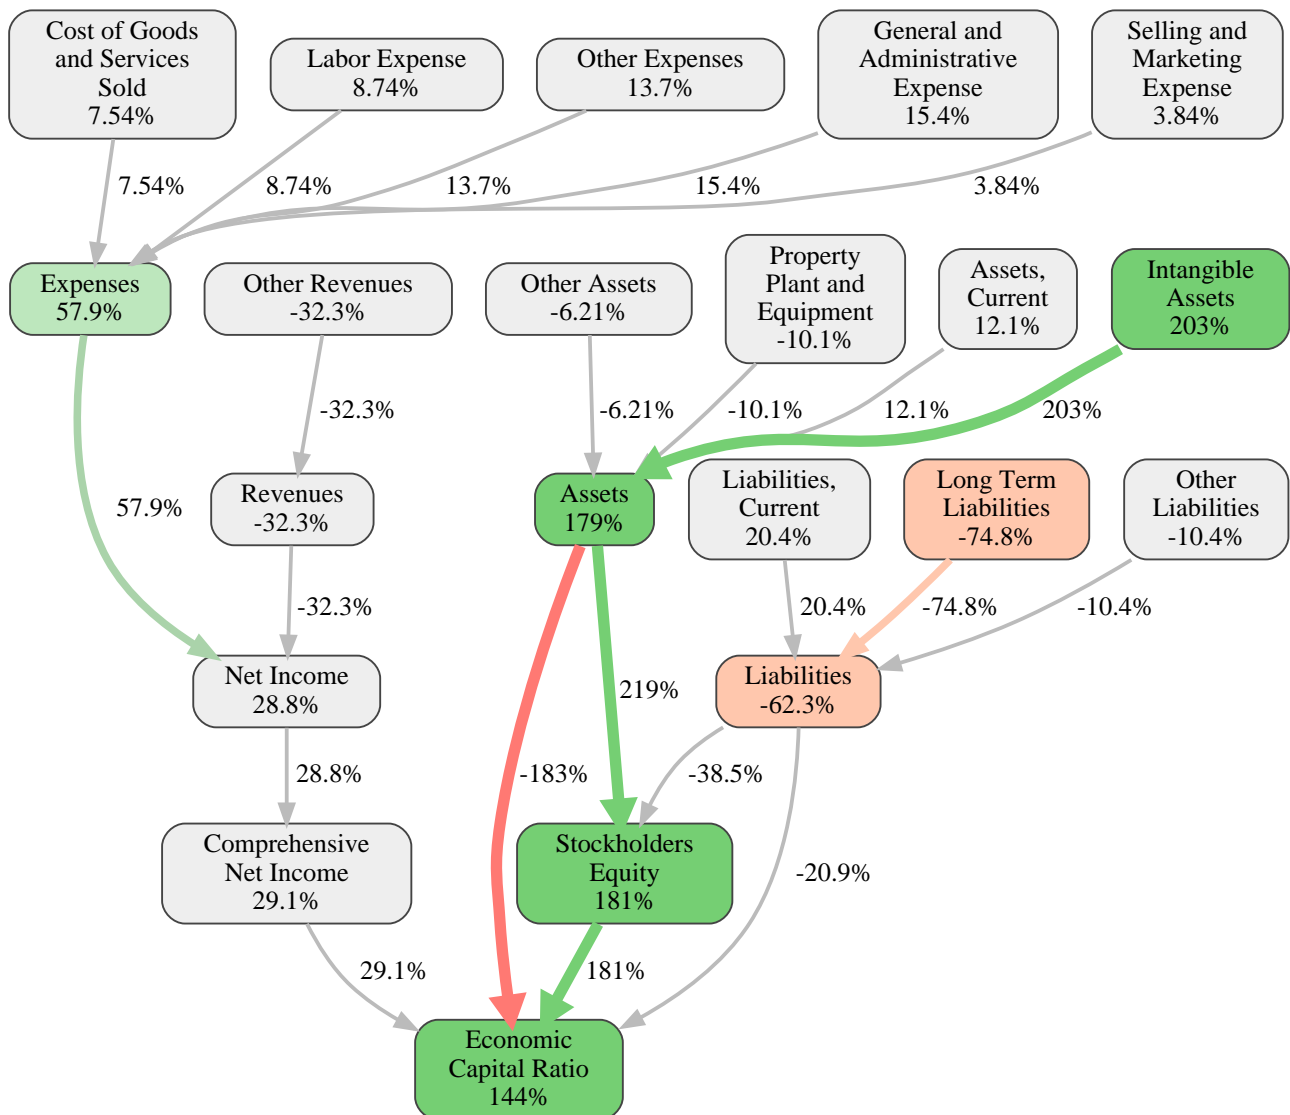 Cost of Goods
and Services
Sold
7.54%
Labor Expense
8.74%
Other Expenses
13.7%
General and
Administrative
Expense
15.4%
Selling and
Marketing
Expense
3.84%
7.54%
8.74%
13.7%
15.4%
3.84%
Expenses
57.9%
Other Revenues
-32.3%
Other Assets
-6.21%
Property
Plant and
Equipment
-10.1%
Assets,
Current
12.1%
Intangible
Assets
203%
-32.3%
-6.21%
-10.1%
12.1%
203%
57.9%
Revenues
-32.3%
Assets
179%
Liabilities,
Current
20.4%
Long Term
Liabilities
-74.8%
Other
Liabilities
-10.4%
-32.3%
20.4%
-74.8%
-10.4%
Net Income
28.8%
219%
Liabilities
-62.3%
28.8%
-183%
-38.5%
Comprehensive
Net Income
29.1%
Stockholders
Equity
181%
-20.9%
29.1%
181%
Economic
Capital Ratio
144%